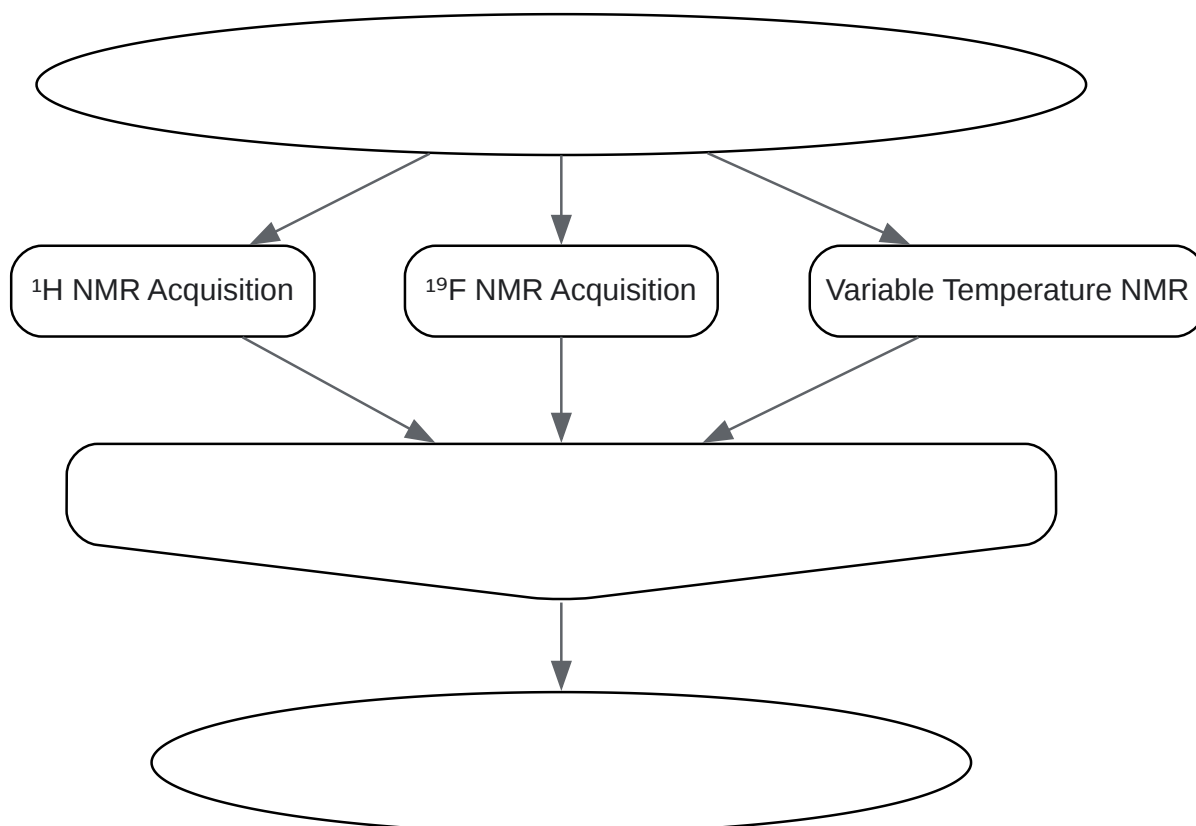 ¹H NMR Acquisition
¹⁹F NMR Acquisition
Variable Temperature NMR